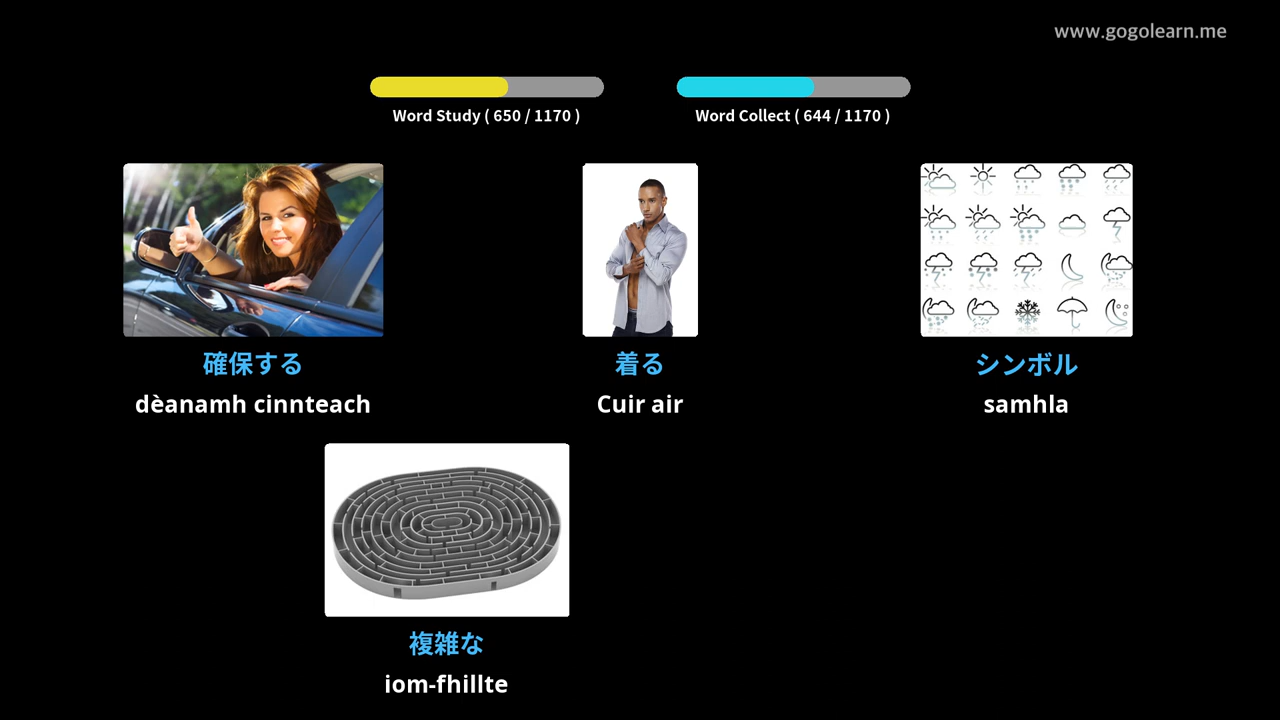 www.gogolearn.me
Word Study ( 650 / 1170 )
Word Collect ( 644 / 1170 )
確保する
dèanamh cinnteach
着る
Cuir air
シンボル
samhla
複雑な
iom-fhillte